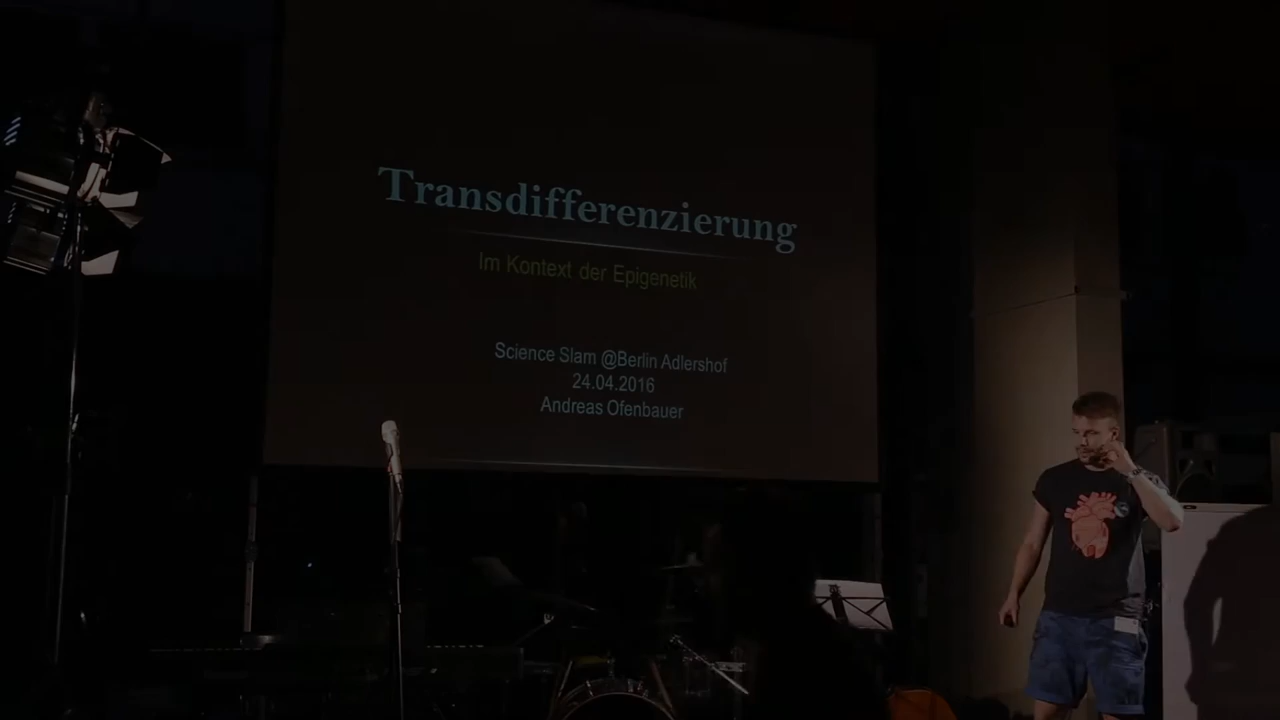 Transdifferenzierung
Im Kontext der Epigenetik
Science Slam @Berlin Adlershof
24.04.2016
Andreas Ofenbauer